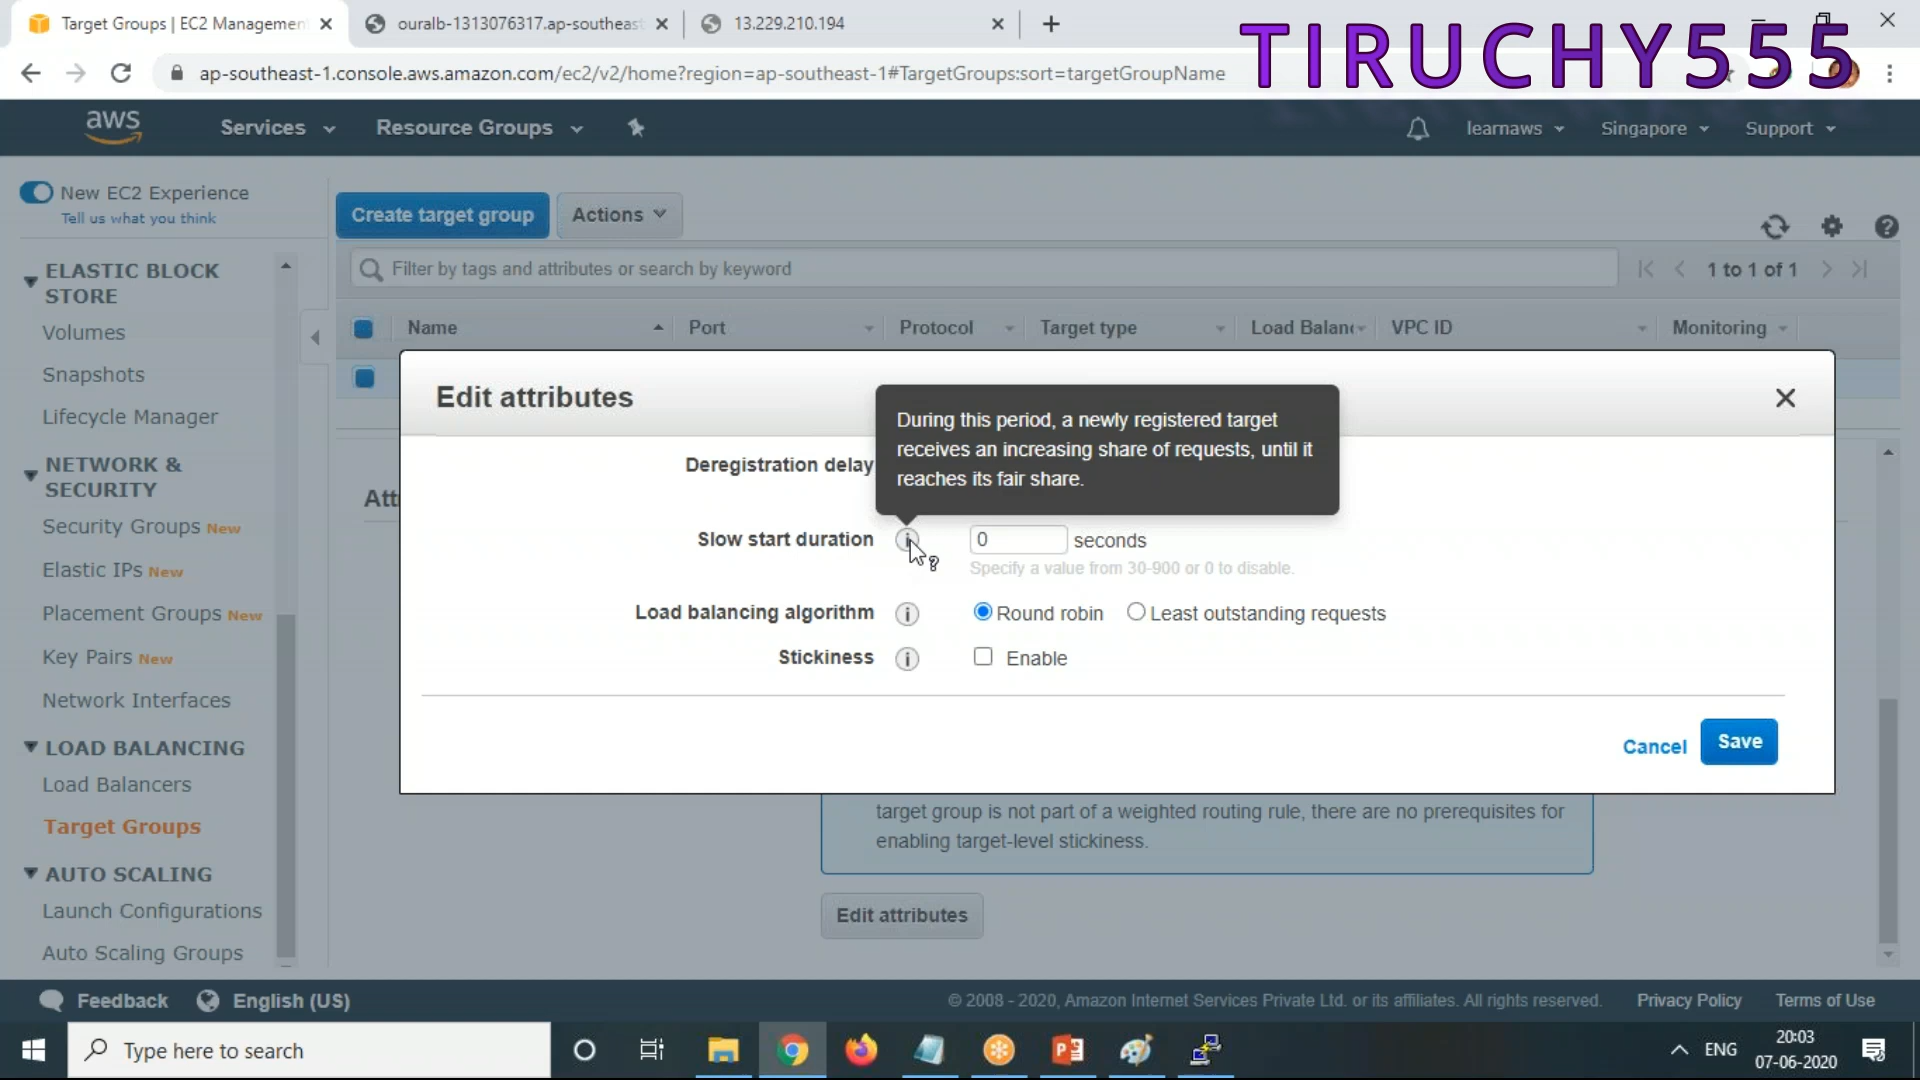 Target Groups | EC2 Managemen
ouralb-1313076317.ap-southeas
13.229.210.194
TIRUCHY555
ap-southeast-1.console.aws.amazon.com/ec2/v2/home?region=ap-southeast-1#TargetGroups:sort=targetGroupName
aws
Services
Resource Groups
learnaws
Singapore
Support
New EC2 Experience
Tell us what you think
Create target group
Actions
Filter by tags and attributes or search by keyword
1 to 1 of 1
ELASTIC BLOCK
STORE
Volumes
Snapshots
Lifecycle Manager
NETWORK &
SECURITY
Security Groups New
Elastic IPs New
Placement Groups New
Key Pairs New
Network Interfaces
LOAD BALANCING
Load Balancers
Target Groups
AUTO SCALING
Launch Configurations
Auto Scaling Groups
Name
Port
Protocol
Target type
Load Balan
VPC ID
Monitoring
Att
Edit attributes
During this period, a newly registered target
receives an increasing share of requests, until it
reaches its fair share.
Deregistration delay
Slow start duration
i
0
seconds
Specify a value from 30-900 or 0 to disable.
Load balancing algorithm
i
Round robin
Least outstanding requests
Stickiness
i
Enable
Cancel
Save
target group is not part of a weighted routing rule, there are no prerequisites for
enabling target-level stickiness.
Edit attributes
Feedback
English (US)
© 2008 - 2020, Amazon Internet Services Private Ltd. or its affiliates. All rights reserved.
Privacy Policy
Terms of Use
Type here to search
ENG
20:03
07-06-2020